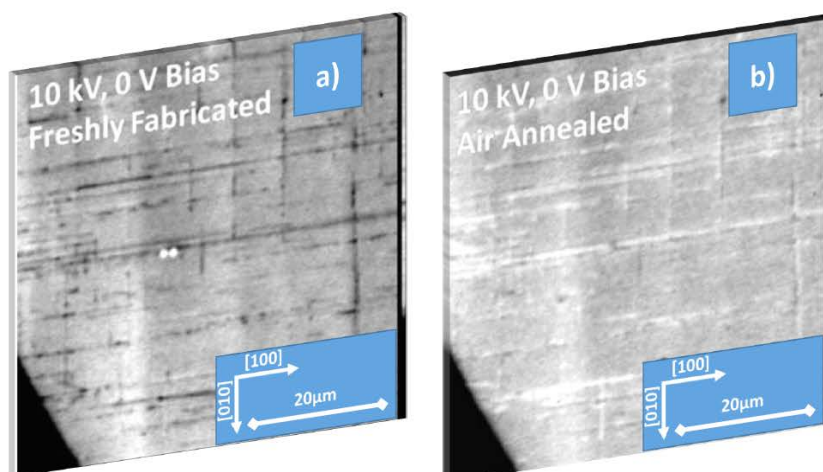 10 kV, 0 V Bias
Freshly Fabricated
a)
[100]
[010]
20µm
10 kV, 0 V Bias
Air Annealed
b)
[100]
[010]
20µm